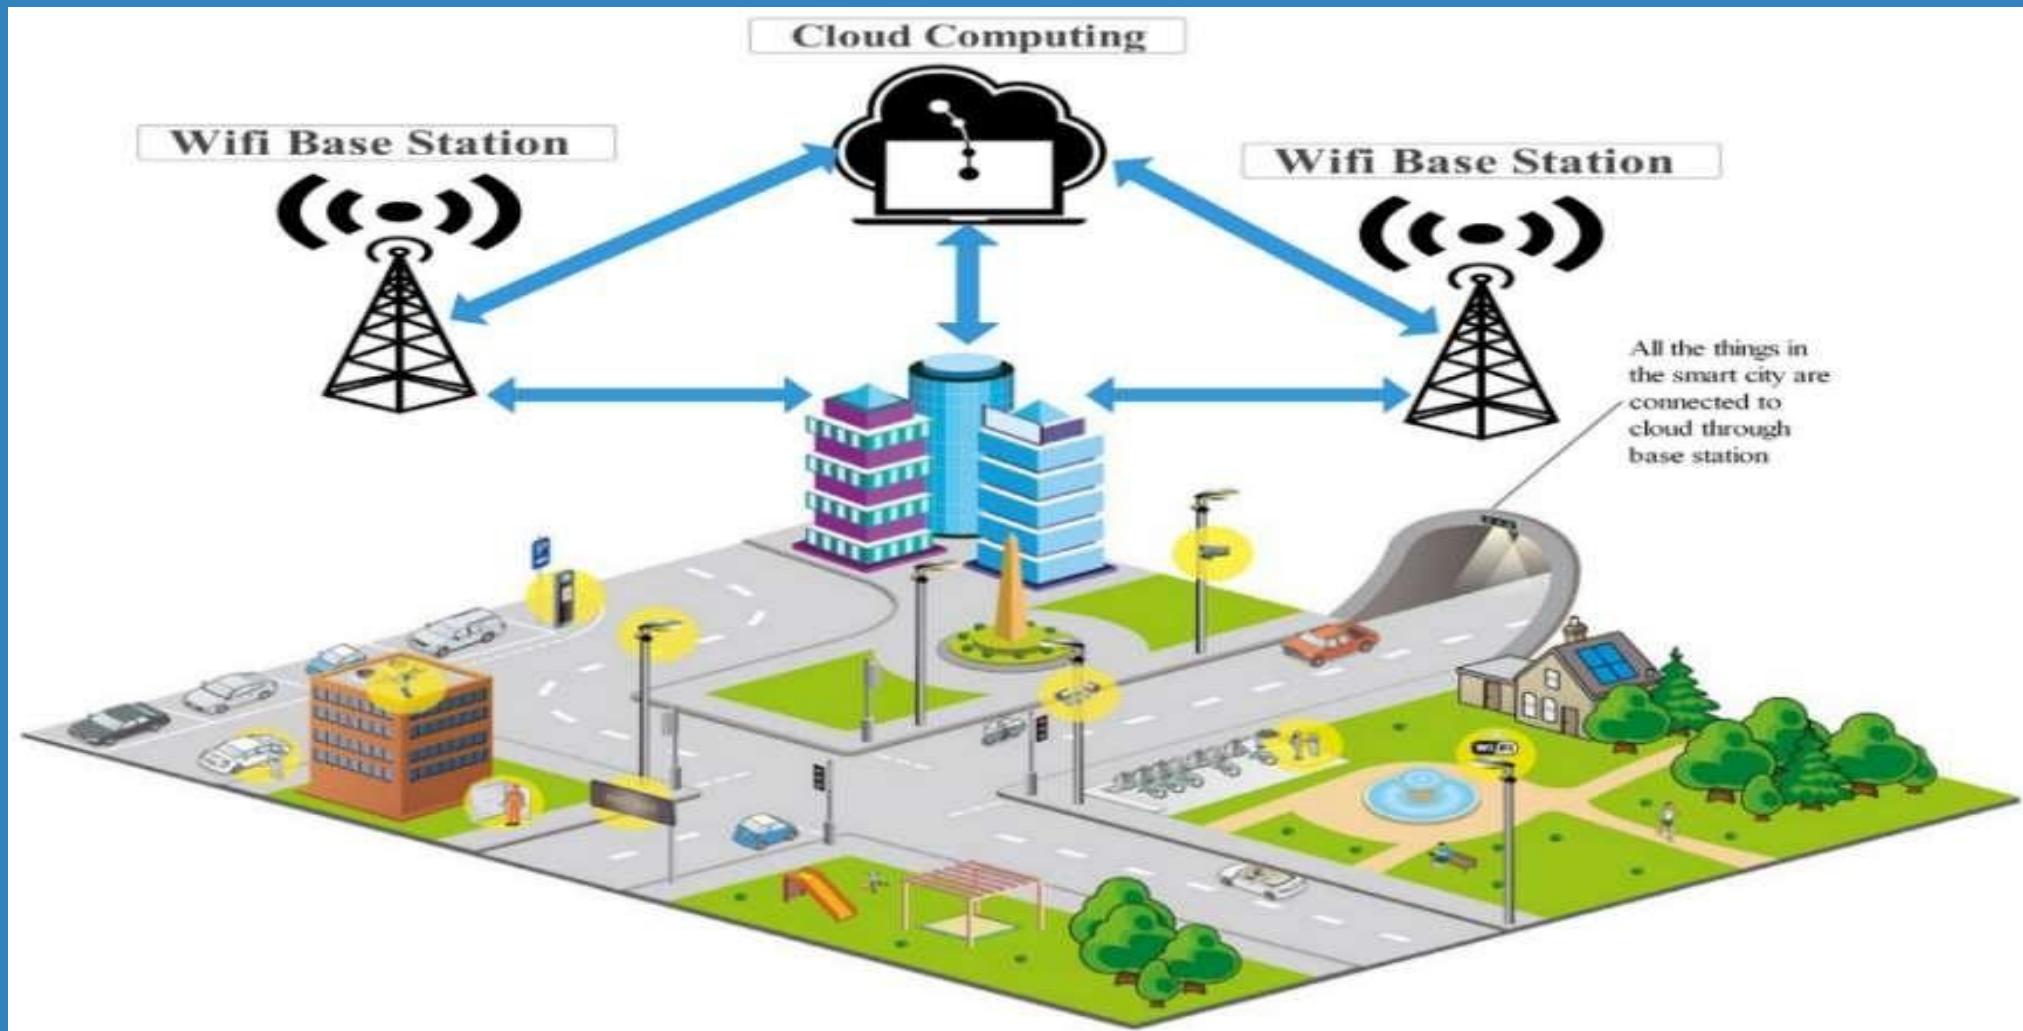 Cloud Computing
Wifi Base Station
Wifi Base Station
All the things in
the smart city are
connected to
cloud through
base station